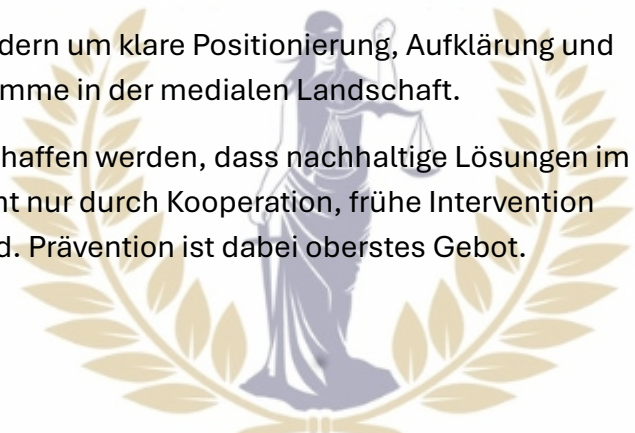 dern um klare Positionierung, Aufklärung und
mme in der medialen Landschaft.
haffen werden, dass nachhaltige Lösungen im
nt nur durch Kooperation, frühe Intervention
d. Prävention ist dabei oberstes Gebot.